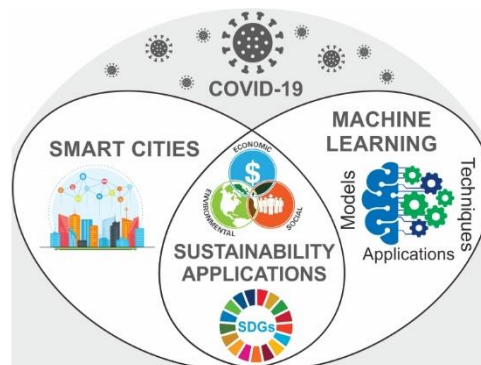 COVID-19
SMART CITIES
MACHINE
LEARNING
ECONOMIC
$
ENVIRONMENTAL
SOCIAL
Models
Techniques
Applications
SUSTAINABILITY
APPLICATIONS
SDGs